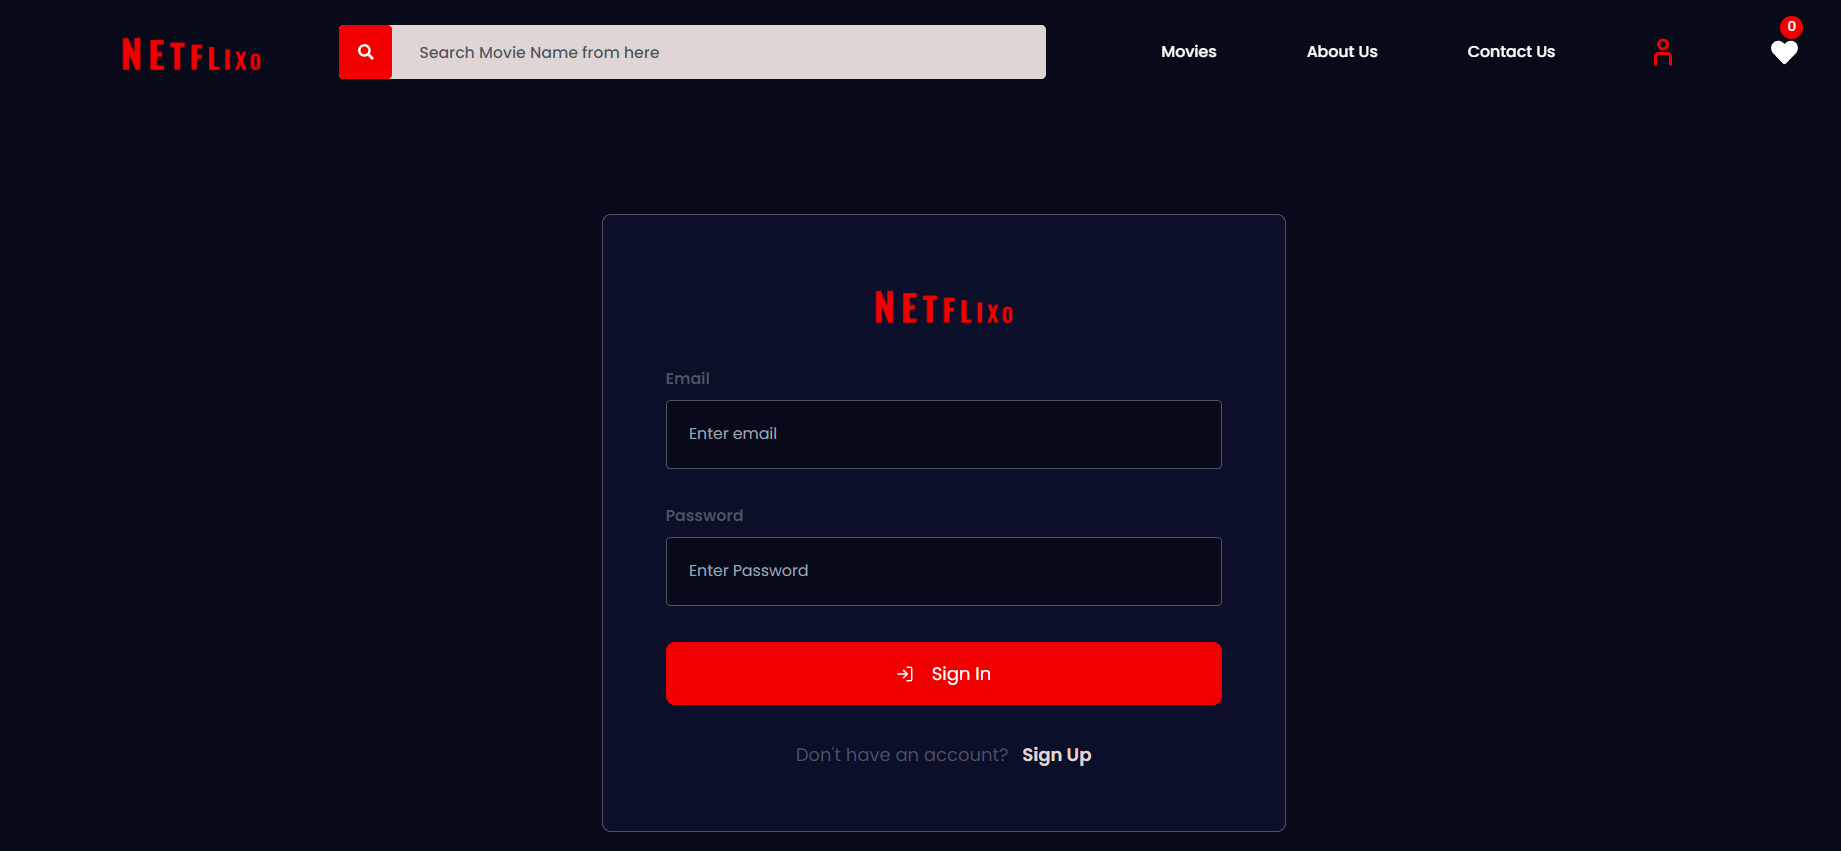 NETFLIXO
Search Movie Name from here
Movies
About Us
Contact Us
0
NETFLIXO
Email
Enter email
Password
Enter Password
Sign In
Don't have an account? Sign Up